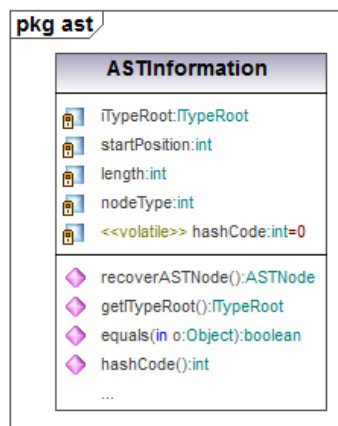 pkg ast
ASTInformation
iTypeRoot:ITypeRoot
startPosition:int
length:int
nodeType:int
<<volatile>> hashCode:int=0
recoverASTNode():ASTNode
getITypeRoot():ITypeRoot
equals(in o:Object):boolean
hashCode():int
...